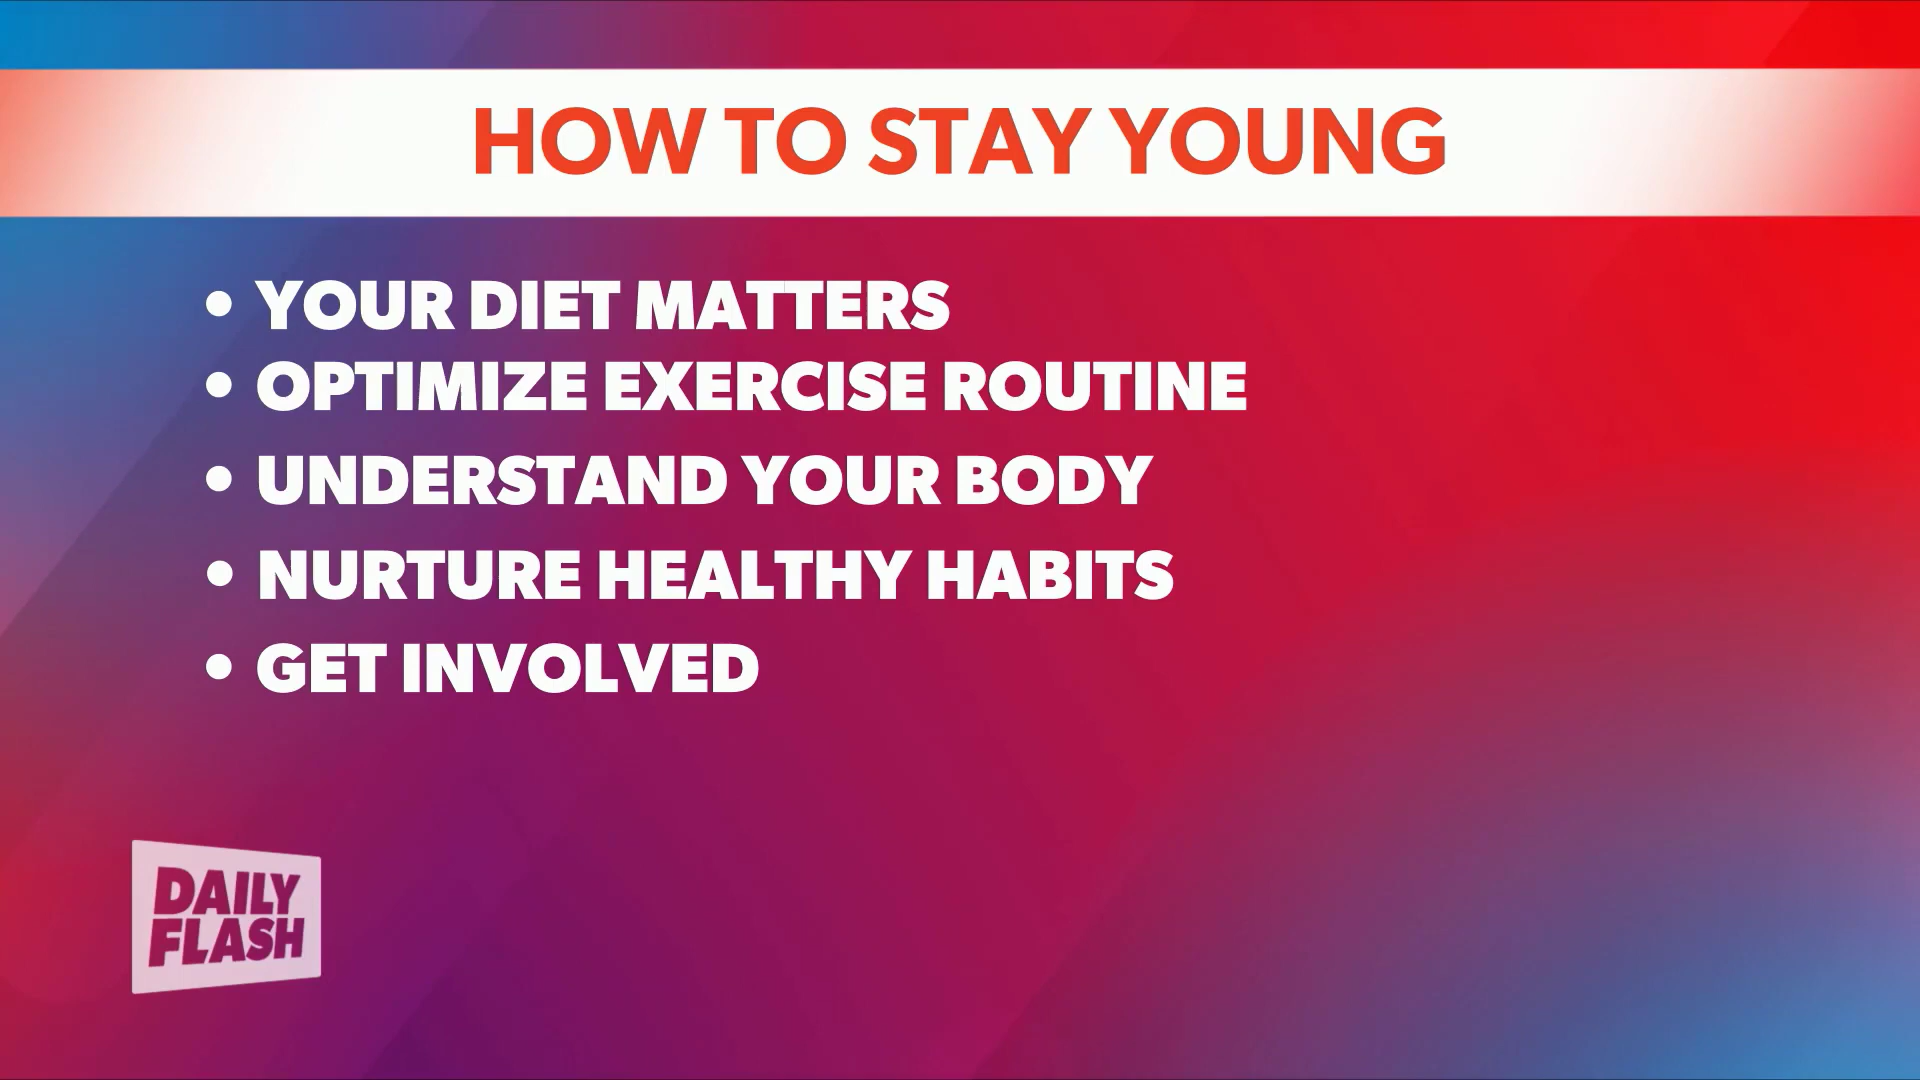 HOW TO STAY YOUNG
• YOUR DIET MATTERS
• OPTIMIZE EXERCISE ROUTINE
• UNDERSTAND YOUR BODY
• NURTURE HEALTHY HABITS
• GET INVOLVED
DAILY
FLASH